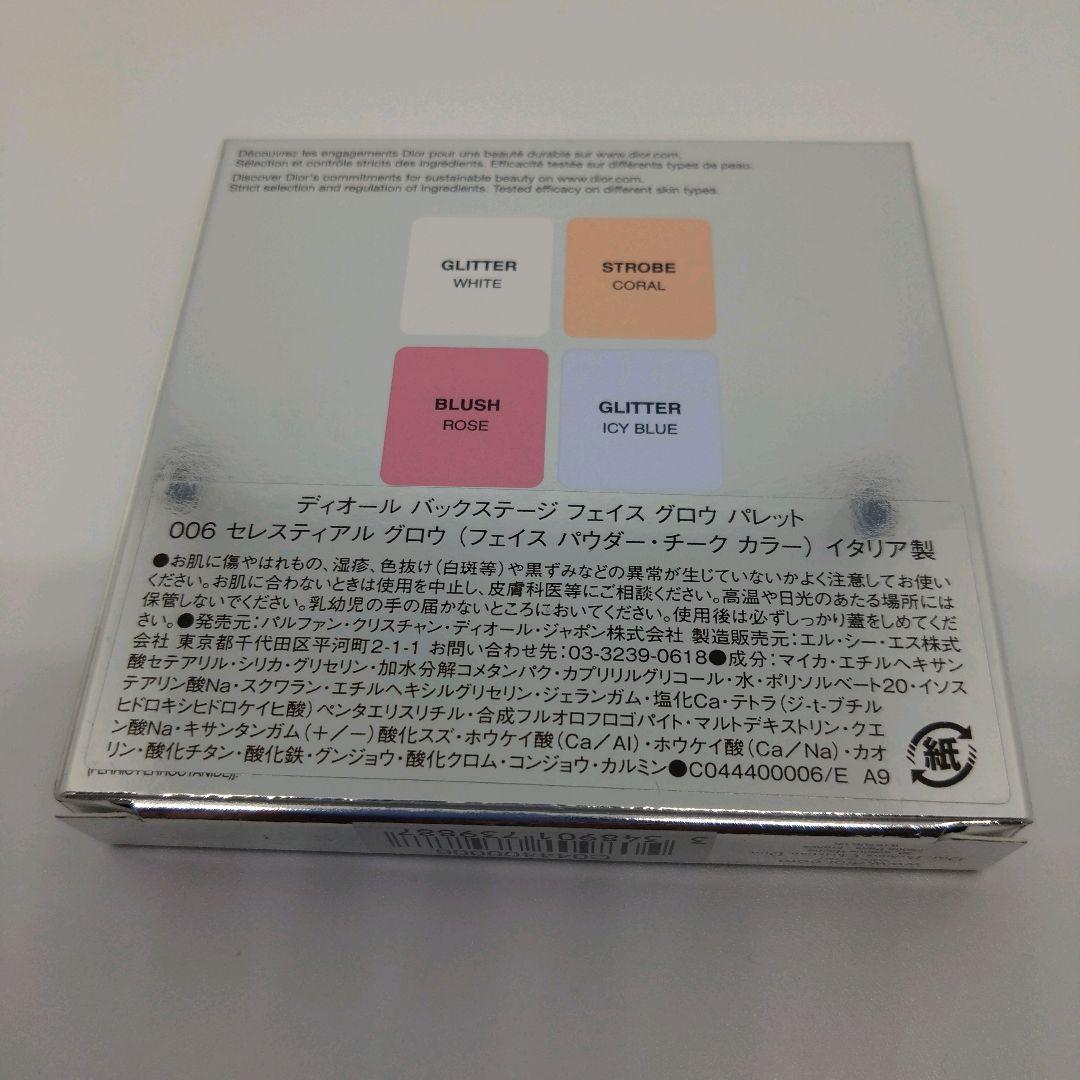 Découvrez les engagements Dior pour une beauté durable sur www.dior.com.
Sélection et contrôle stricts des ingrédients. Efficacité testée sur différents types de peau.
Discover Dior's commitments for sustainable beauty on www.dior.com.
Strict selection and regulation of ingredients. Tested efficacy on different skin types.
GLITTER
WHITE
STROBE
CORAL
BLUSH
ROSE
GLITTER
ICY BLUE
ディオール バックステージ フェイス グロウ パレット
006 セレスティアル グロウ (フェイス パウダー・チーク カラー) イタリア製
●お肌に傷やはれもの、湿疹、色抜け(白斑等)や黒ずみなどの異常が生じていないかよく注意してお使い
ください。お肌に合わないときは使用を中止し、皮膚科医等にご相談ください。高温や日光のあたる場所には
保管しないでください。乳幼児の手の届かないところにおいてください。使用後は必ずしっかり蓋をしめてくだ
さい。●発売元:パルファン・クリスチャン・ディオール・ジャポン株式会社 製造販売元:エル・シー・エス株式
会社 東京都千代田区平河町2-1-1 お問い合わせ先:03-3239-0618●成分:マイカ・エチルヘキサン
酸セテアリル・シリカ・グリセリン・加水分解コメタンパク・カプリリルグリコール・水・ポリソルベート20・イソス
テアリン酸Na・スクワラン・エチルヘキシルグリセリン・ジェランガム・塩化Ca・テトラ(ジ-t-ブチル
ヒドロキシヒドロケイヒ酸)ペンタエリスリチル・合成フルオロフロゴパイト・マルトデキストリン・クエ
ン酸Na・キサンタンガム(+/-)酸化スズ・ホウケイ酸(Ca/Al)・ホウケイ酸(Ca/Na)・カオ
リン・酸化チタン・酸化鉄・グンジョウ・酸化クロム・コンジョウ・カルミン●C044400006/E A9
紙
C044400006
3 348901 739887